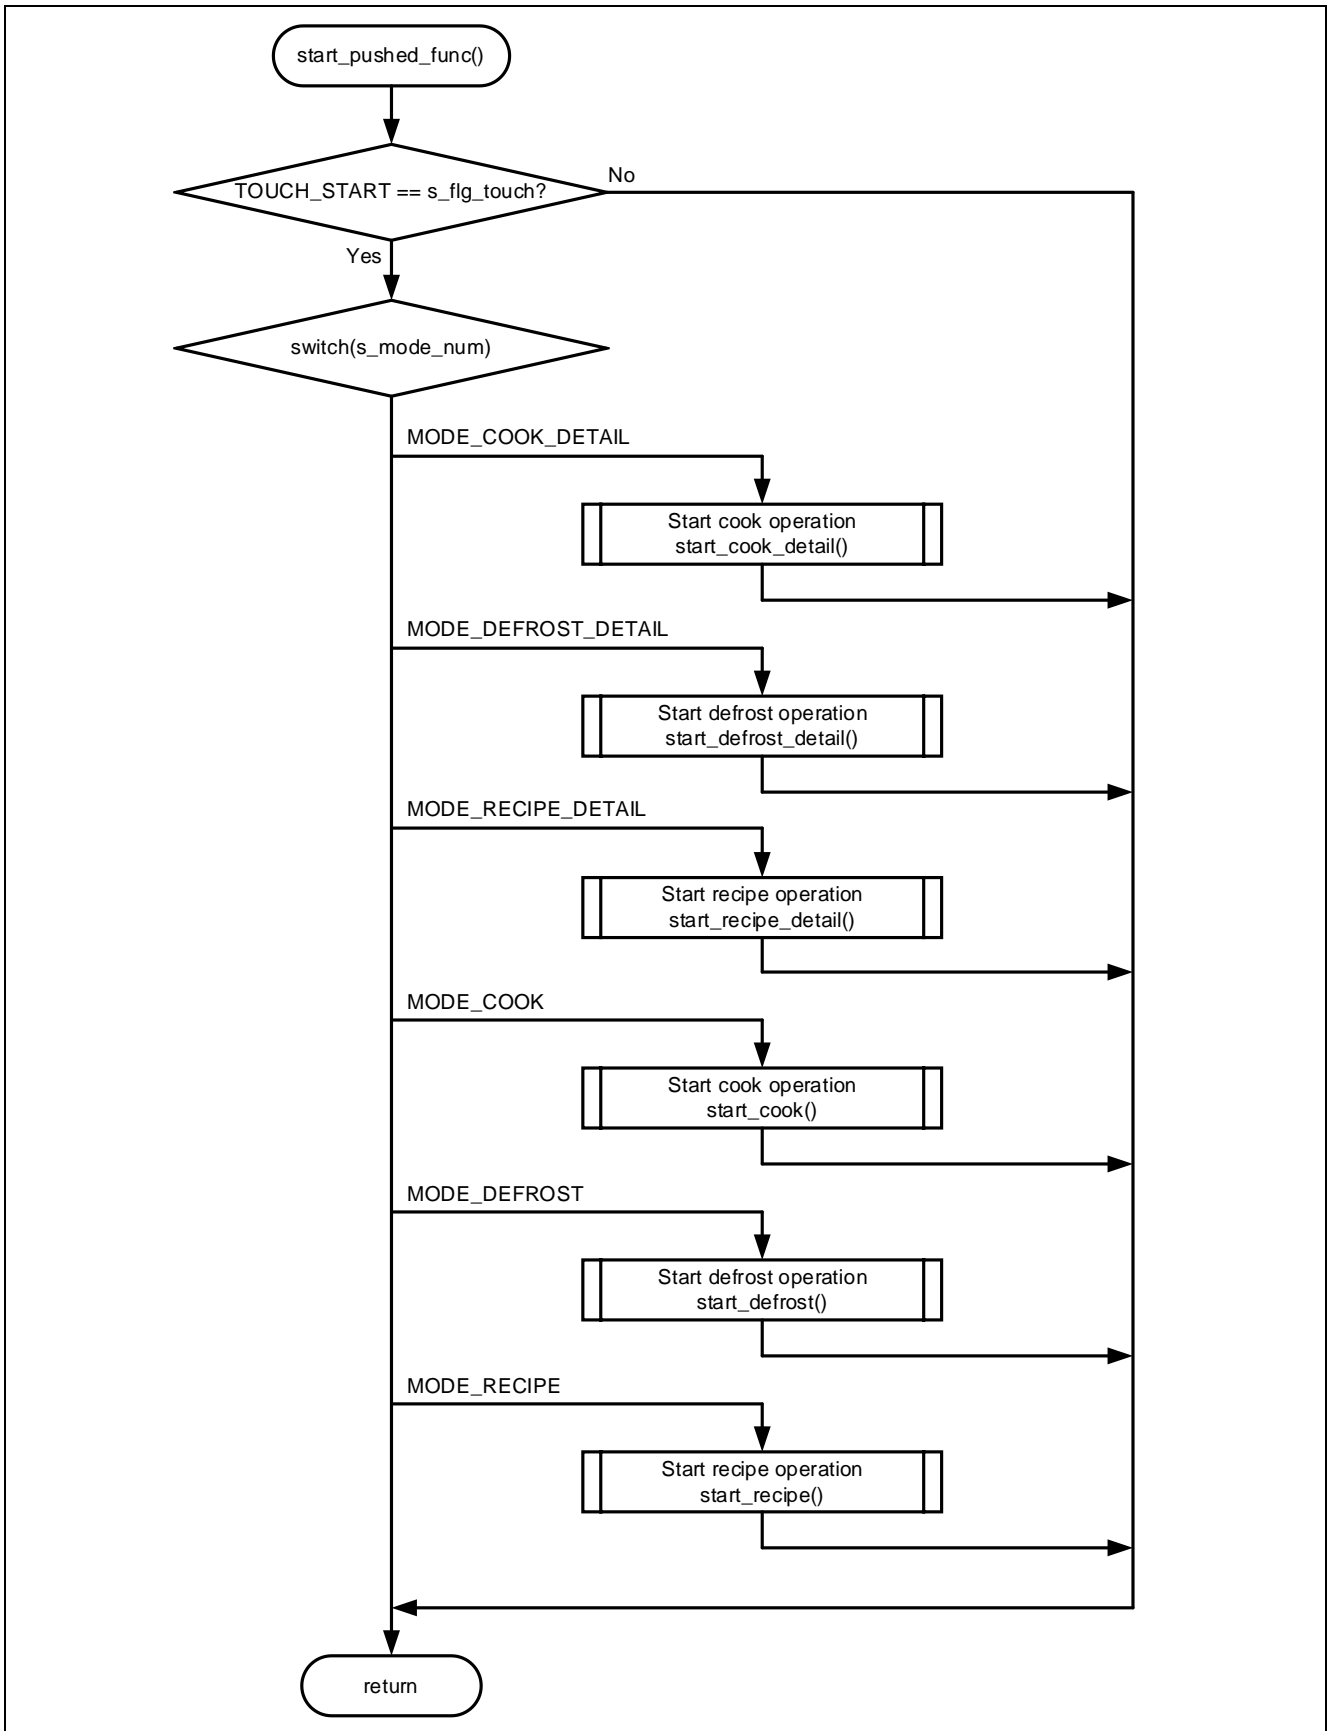 start_pushed_func()
TOUCH_START == s_flg_touch?
No
Yes
switch(s_mode_num)
MODE_COOK_DETAIL
Start cook operation
start_cook_detail()
MODE_DEFROST_DETAIL
Start defrost operation
start_defrost_detail()
MODE_RECIPE_DETAIL
Start recipe operation
start_recipe_detail()
MODE_COOK
Start cook operation
start_cook()
MODE_DEFROST
Start defrost operation
start_defrost()
MODE_RECIPE
Start recipe operation
start_recipe()
return